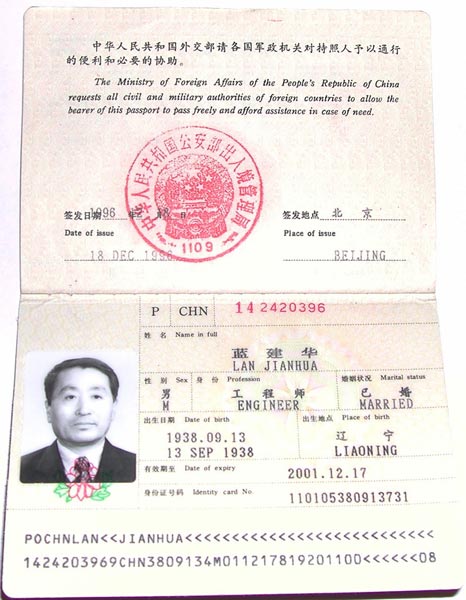 中华人民共和国外交部请各国军政机关对持照人予以通行
的便利和必要的协助。
The Ministry of Foreign Affairs of the People's Republic of China
requests all civil and military authorities of foreign countries to allow the
bearer of this passport to pass freely and afford assistance in case of need.
中华人民共和国公安部出入境管理局
1109
签发日期 1996 年
签发地点 北 京
Date of issue
Place of issue
18 DEC 1996
BEIJING
P CHN 142420396
姓 名 Name in full
蓝 建 华
LAN JIANHUA
性 别 Sex 身 份 Profession 婚姻状况 Marital status
男 工 程 师 已 婚
M ENGINEER MARRIED
出生日期 Date of birth 出生地点 Place of birth
1938.09.13 辽 宁
13 SEP 1938 LIAONING
有效期至 Date of expiry 2001.12.17
身份证号码 Identity card No. 110105380913731
POCHNLAN<<JIANHUA<<<<<<<<<<<<<<<<<<<<<<<<<<<
1424203969CHN3809134M011217819201100<<<<<<08